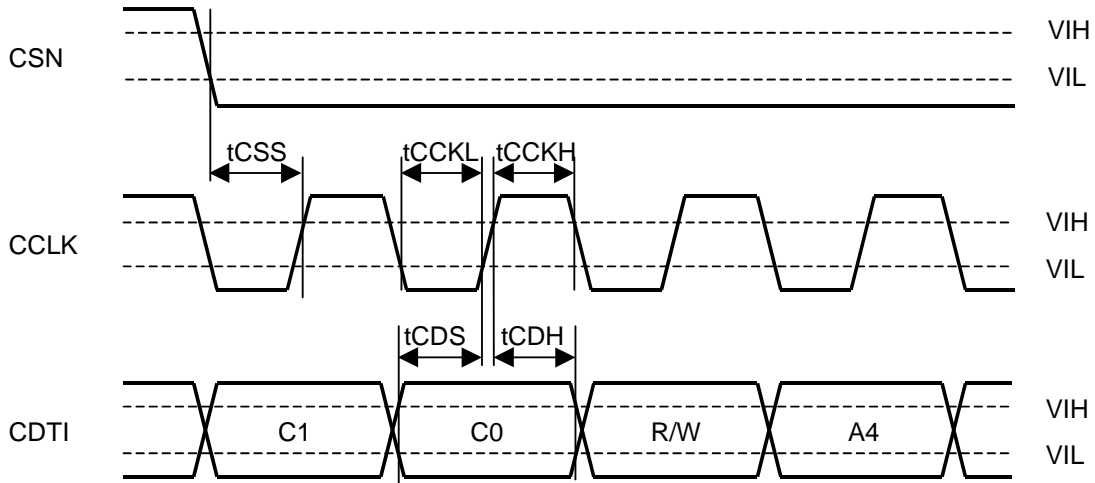 CSN
VIH
VIL
tCSS
tCCKL
tCCKH
CCLK
VIH
VIL
tCDS
tCDH
CDTI
C1
C0
R/W
A4
VIH
VIL